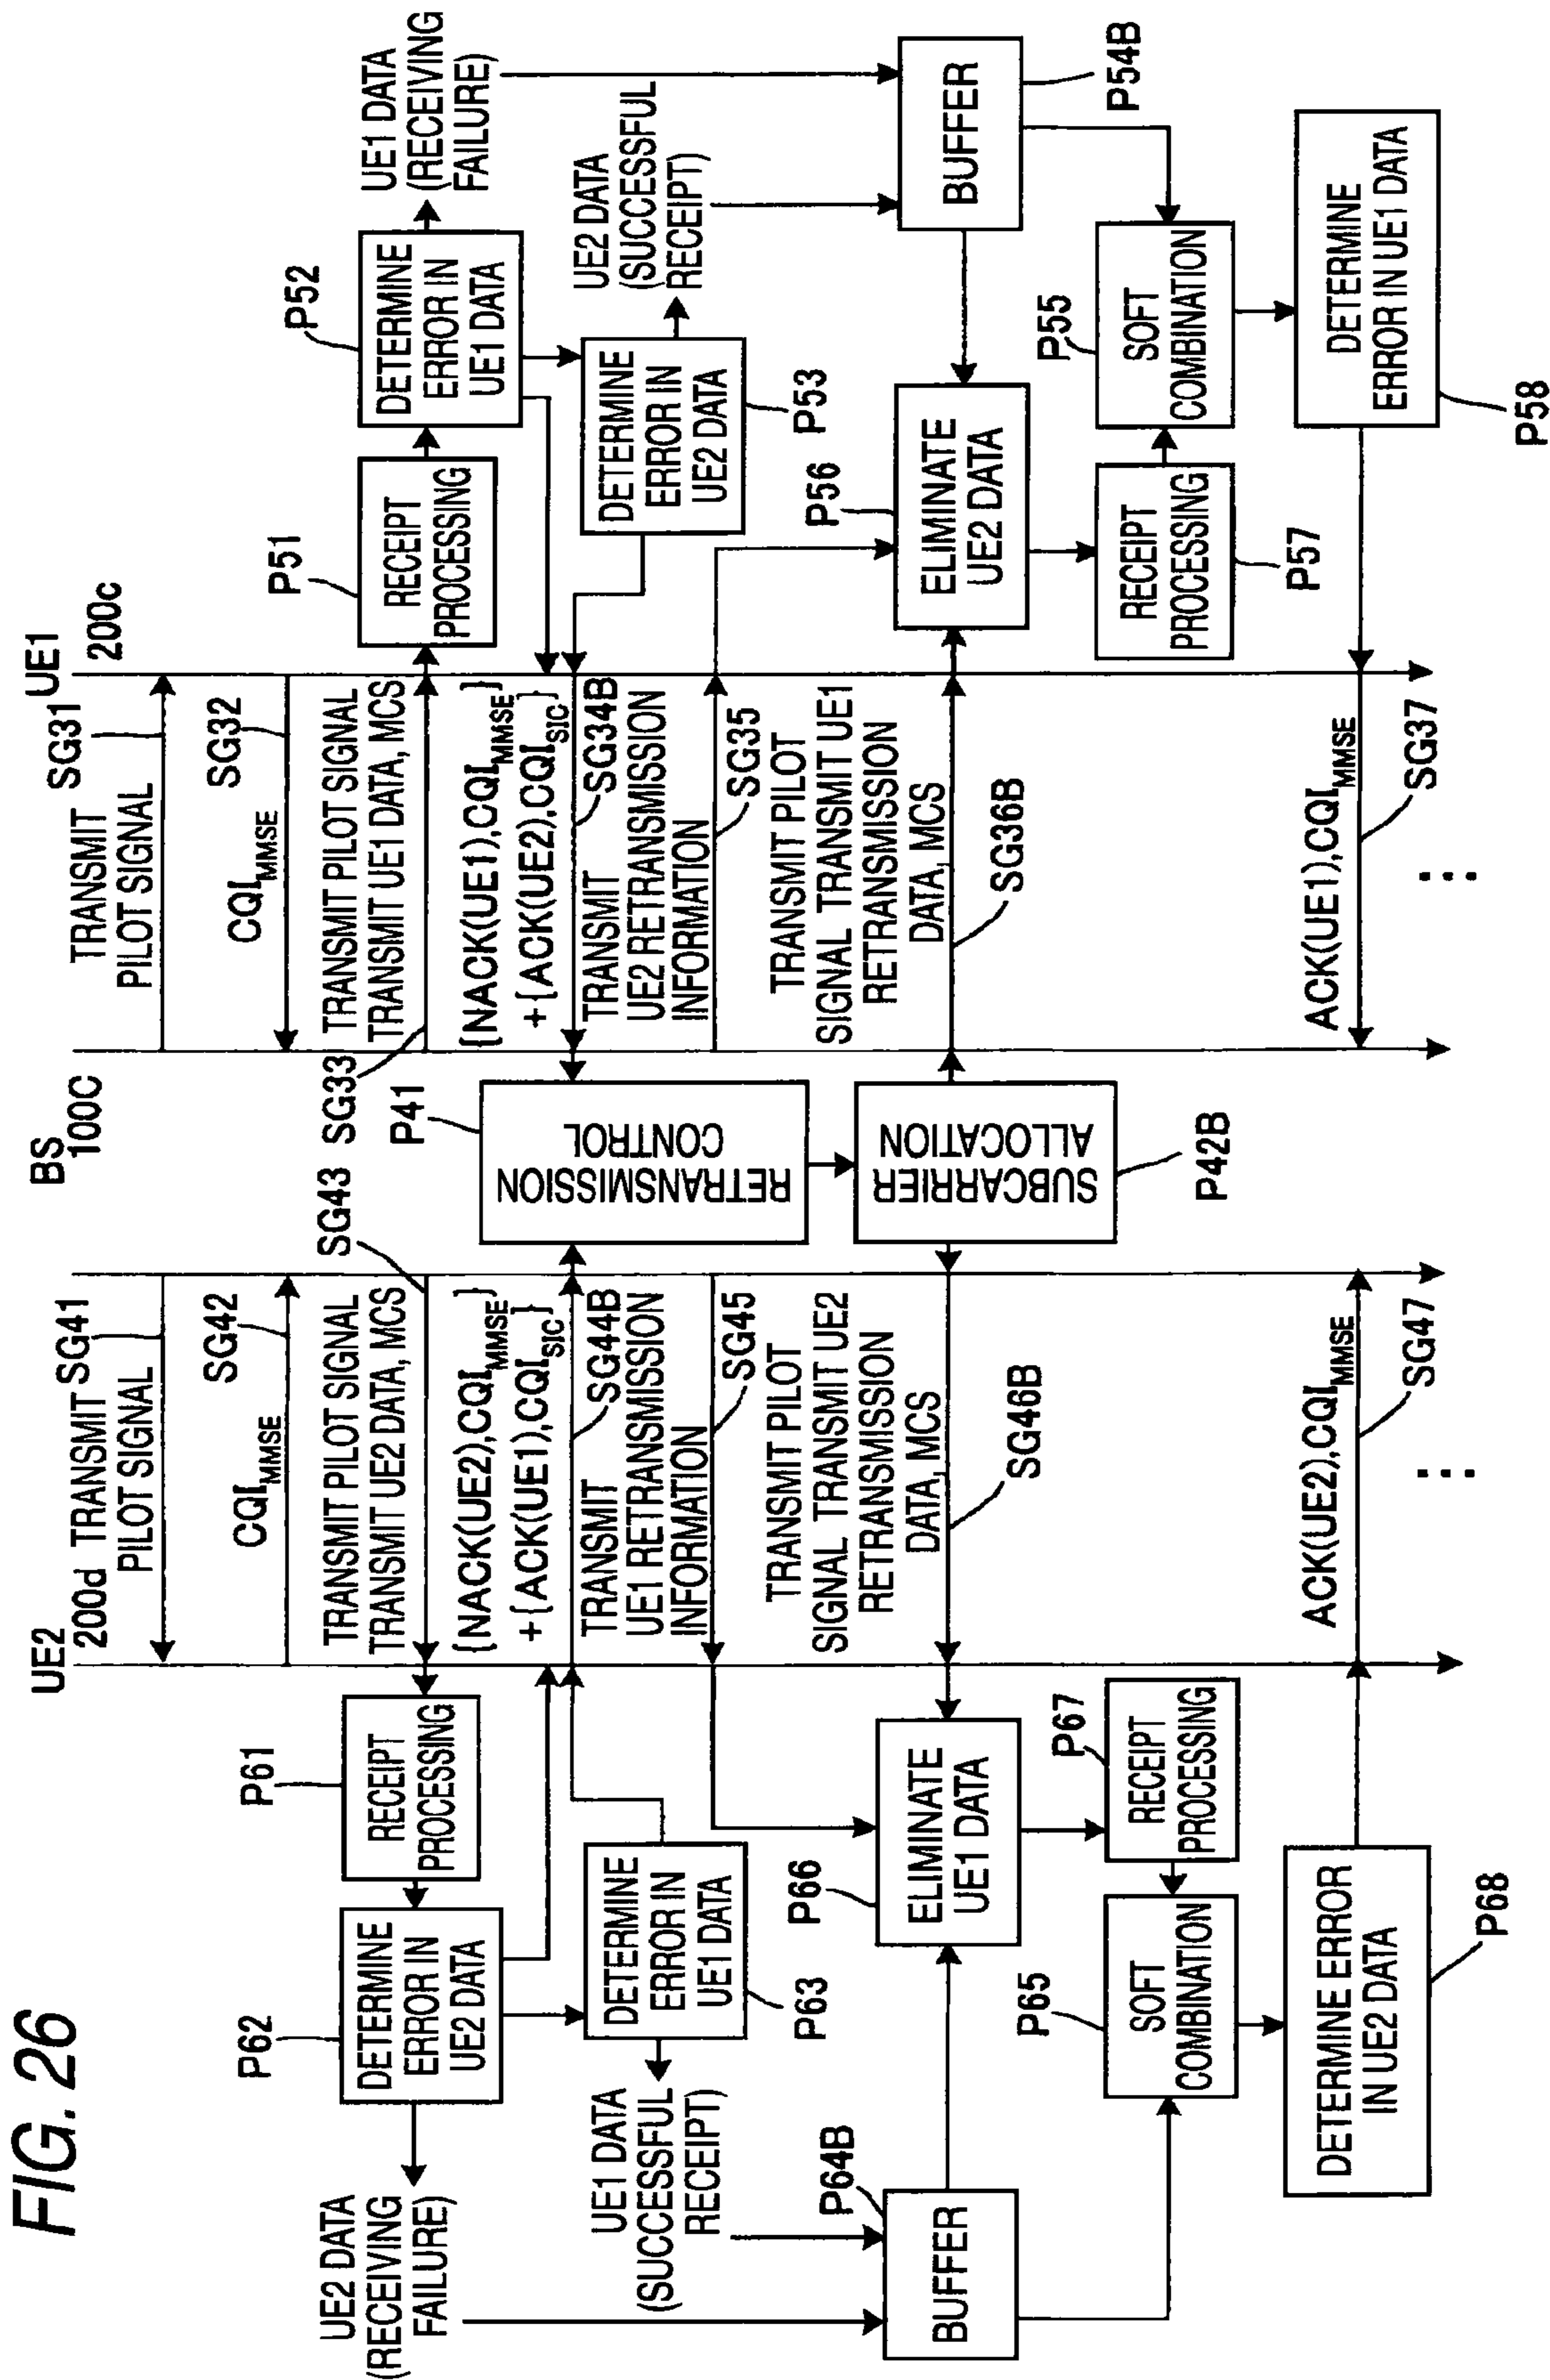 FIG. 26
UE2
200d
BS
100C
UE1
200c
TRANSMIT
PILOT SIGNAL
SG41
SG42
CQIMMSE
SG43
TRANSMIT PILOT SIGNAL
TRANSMIT UE2 DATA, MCS
{NACK(UE2),CQIMMSE}
+{ACK(UE1),CQISIC}
SG44B
TRANSMIT
UE1 RETRANSMISSION
INFORMATION
SG45
TRANSMIT PILOT
SIGNAL TRANSMIT UE2
RETRANSMISSION
DATA, MCS
SG46B
ACK(UE2),CQIMMSE
SG47
P61
RECEIPT
PROCESSING
P62
DETERMINE
ERROR IN
UE2 DATA
UE2 DATA
(RECEIVING
FAILURE)
DETERMINE
ERROR IN
UE1 DATA
P63
UE1 DATA
(SUCCESSFUL
RECEIPT)
P64B
BUFFER
P66
ELIMINATE
UE1 DATA
P67
RECEIPT
PROCESSING
P65
SOFT
COMBINATION
DETERMINE ERROR
IN UE2 DATA
P68
P41
RETRANSMISSION
CONTROL
SUBCARRIER
ALLOCATION
P42B
TRANSMIT
PILOT SIGNAL
SG31
SG32
CQIMMSE
SG33
TRANSMIT PILOT SIGNAL
TRANSMIT UE1 DATA, MCS
{NACK(UE1),CQIMMSE}
+{ACK(UE2),CQISIC}
SG34B
TRANSMIT
UE2 RETRANSMISSION
INFORMATION
SG35
TRANSMIT PILOT
SIGNAL TRANSMIT UE1
RETRANSMISSION
DATA, MCS
SG36B
ACK(UE1),CQIMMSE
SG37
P51
RECEIPT
PROCESSING
P52
DETERMINE
ERROR IN
UE1 DATA
UE1 DATA
(RECEIVING
FAILURE)
DETERMINE
ERROR IN
UE2 DATA
P53
UE2 DATA
(SUCCESSFUL
RECEIPT)
BUFFER
P54B
P56
ELIMINATE
UE2 DATA
RECEIPT
PROCESSING
P57
P55
SOFT
COMBINATION
DETERMINE
ERROR IN UE1 DATA
P58